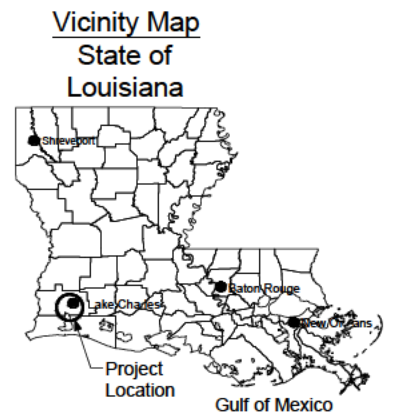 Vicinity Map
State of
Louisiana
Shreveport
Baton Rouge
Lake Charles
New Orleans
Project
Location
Gulf of Mexico